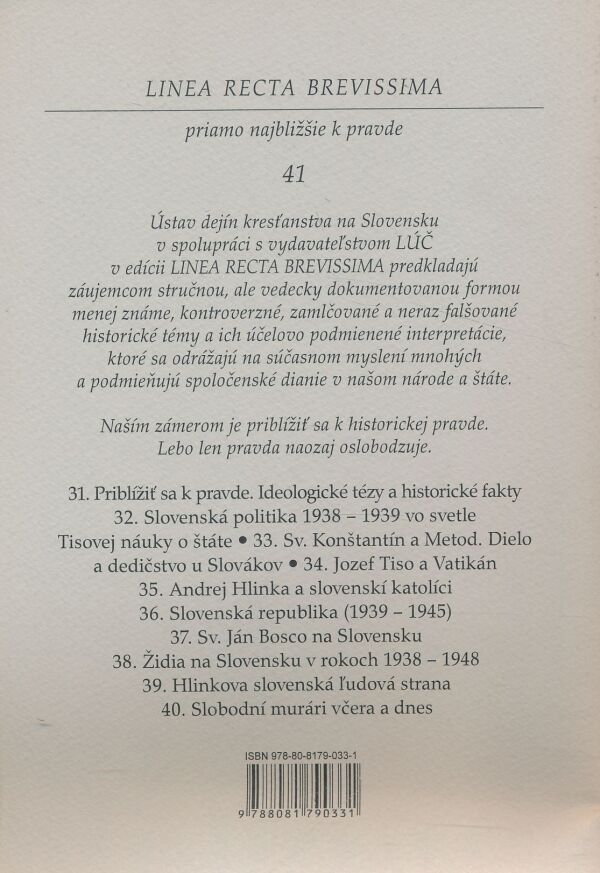 LINEA RECTA BREVISSIMA
priamo najbližšie k pravde
41
Ústav dejín kresťanstva na Slovensku
v spolupráci s vydavateľstvom LÚČ
v edícii LINEA RECTA BREVISSIMA predkladajú
záujemcom stručnou, ale vedecky dokumentovanou formou
menej známe, kontroverzné, zamlčované a neraz falšované
historické témy a ich účelovo podmienené interpretácie,
ktoré sa odrážajú na súčasnom myslení mnohých
a podmieňujú spoločenské dianie v našom národe a štáte.
Naším zámerom je priblížiť sa k historickej pravde.
Lebo len pravda naozaj oslobodzuje.
31. Priblížiť sa k pravde. Ideologické tézy a historické fakty
32. Slovenská politika 1938 – 1939 vo svetle
Tisovej náuky o štáte • 33. Sv. Konštantín a Metod. Dielo
a dedičstvo u Slovákov • 34. Jozef Tiso a Vatikán
35. Andrej Hlinka a slovenskí katolíci
36. Slovenská republika (1939 – 1945)
37. Sv. Ján Bosco na Slovensku
38. Židia na Slovensku v rokoch 1938 – 1948
39. Hlinkova slovenská ľudová strana
40. Slobodní murári včera a dnes
ISBN 978-80-8179-033-1
9 788081 790331